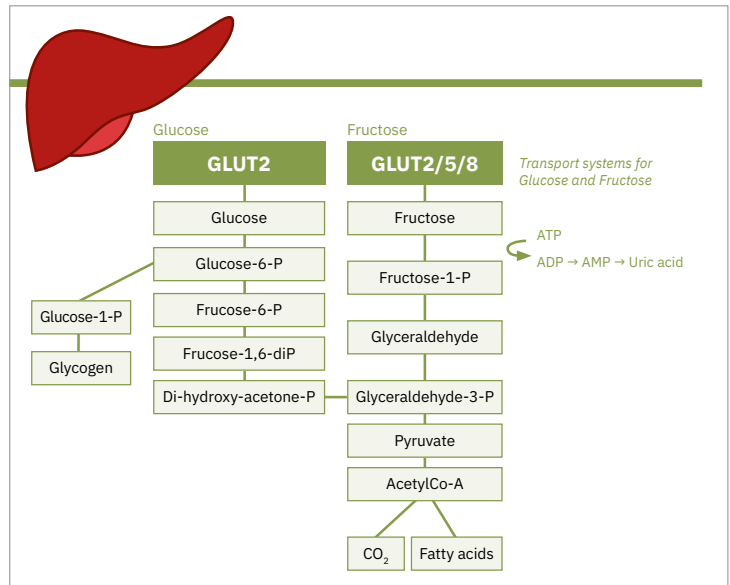 Glucose
GLUT2
Glucose
Glucose-6-P
Glucose-1-P
Glycogen
Frucose-6-P
Frucose-1,6-diP
Di-hydroxy-acetone-P
Fructose
GLUT2/5/8
Fructose
Fructose-1-P
Glyceraldehyde
Glyceraldehyde-3-P
Pyruvate
AcetylCo-A
CO₂
Fatty acids
Transport systems for
Glucose and Fructose
ATP
ADP → AMP → Uric acid